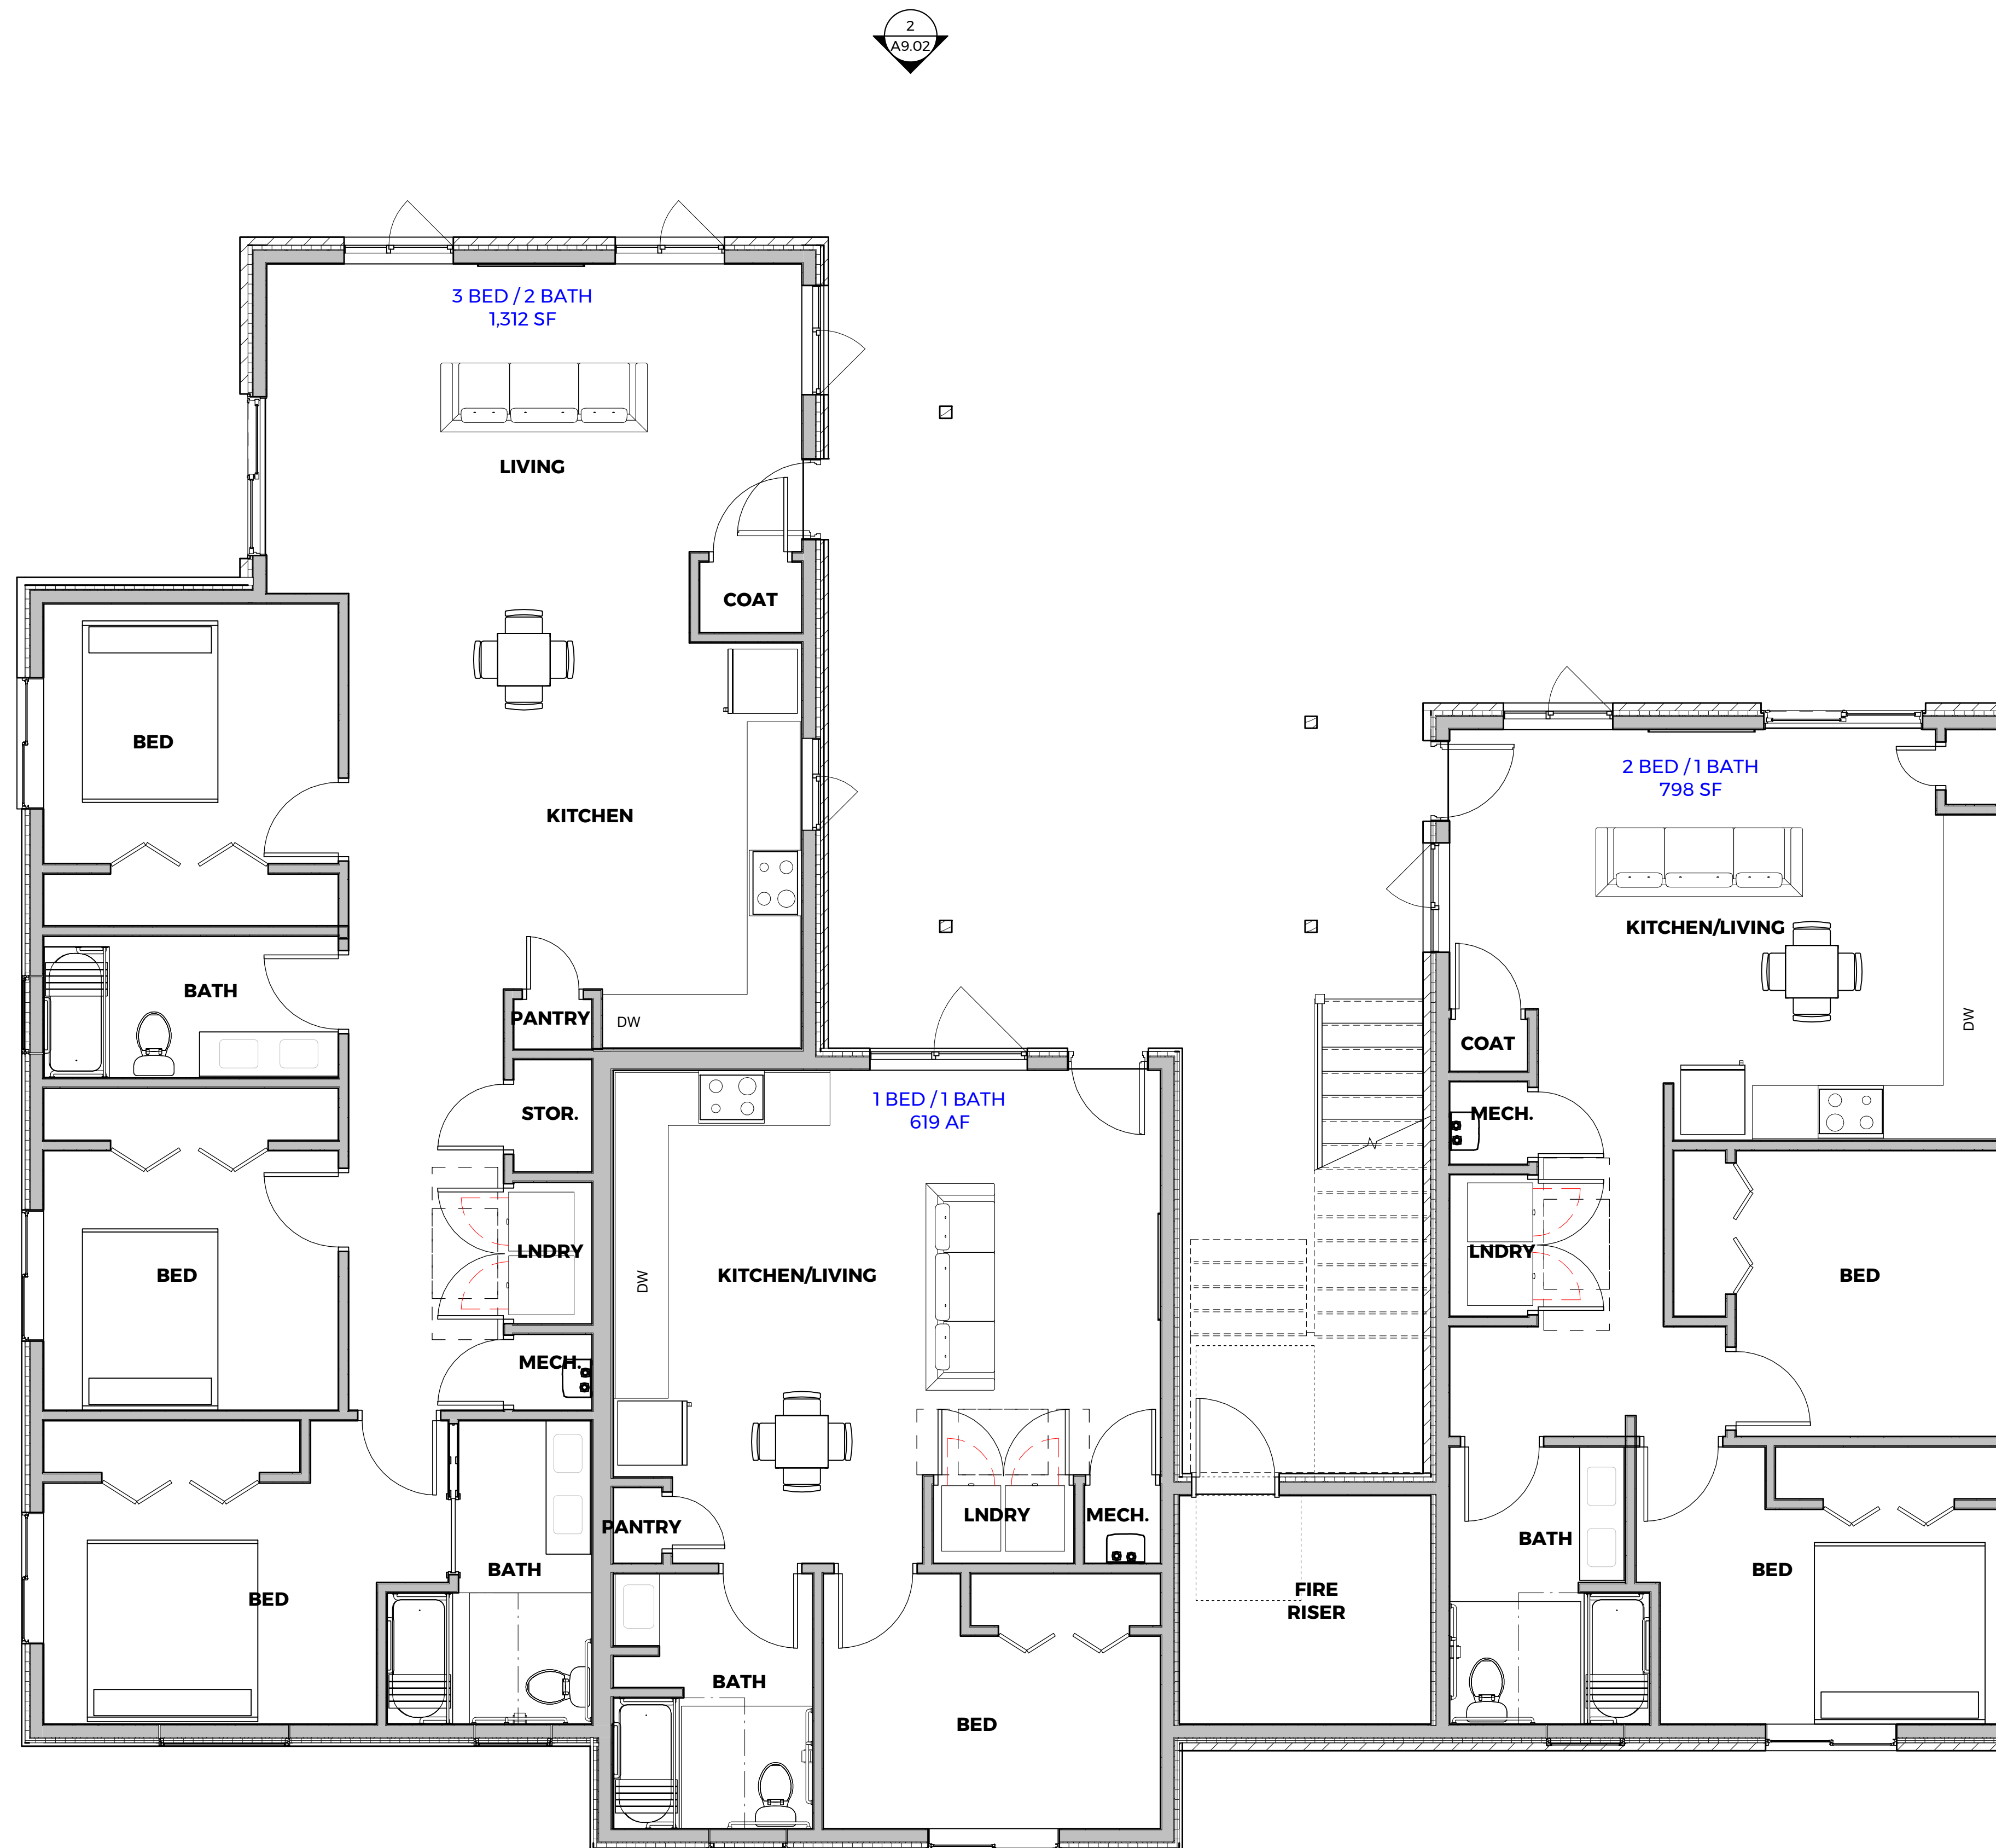 2
A9.02
3 BED / 2 BATH
1,312 SF
LIVING
COAT
BED
KITCHEN
BATH
PANTRY
DW
STOR.
BED
LNDRY
MECH.
BED
BATH
1 BED / 1 BATH
619 AF
DW
KITCHEN/LIVING
PANTRY
LNDRY
MECH.
BATH
BED
FIRE
RISER
2 BED / 1 BATH
798 SF
KITCHEN/LIVING
DW
COAT
MECH.
LNDRY
BED
BATH
BED